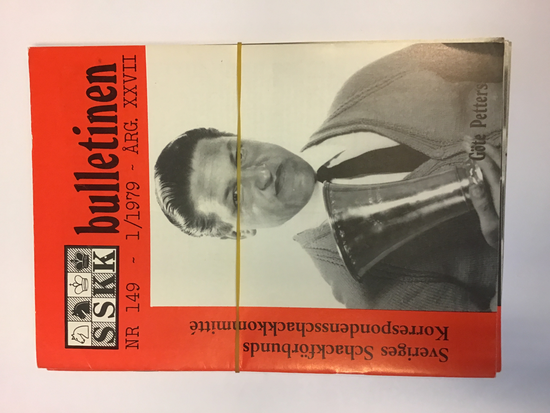 SSKK bulletinen
NR 149 - 1/1979 - ÅRG. XXVII
Göte Petters
Sveriges Schackförbunds
Korrespondensschackkommitté